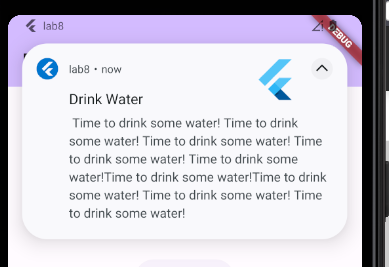 lab8
DEBUG
lab8 • now
Drink Water
Time to drink some water! Time to drink
some water! Time to drink some water! Time
to drink some water! Time to drink some
water!Time to drink some water!Time to drink
some water! Time to drink some water! Time
to drink some water!